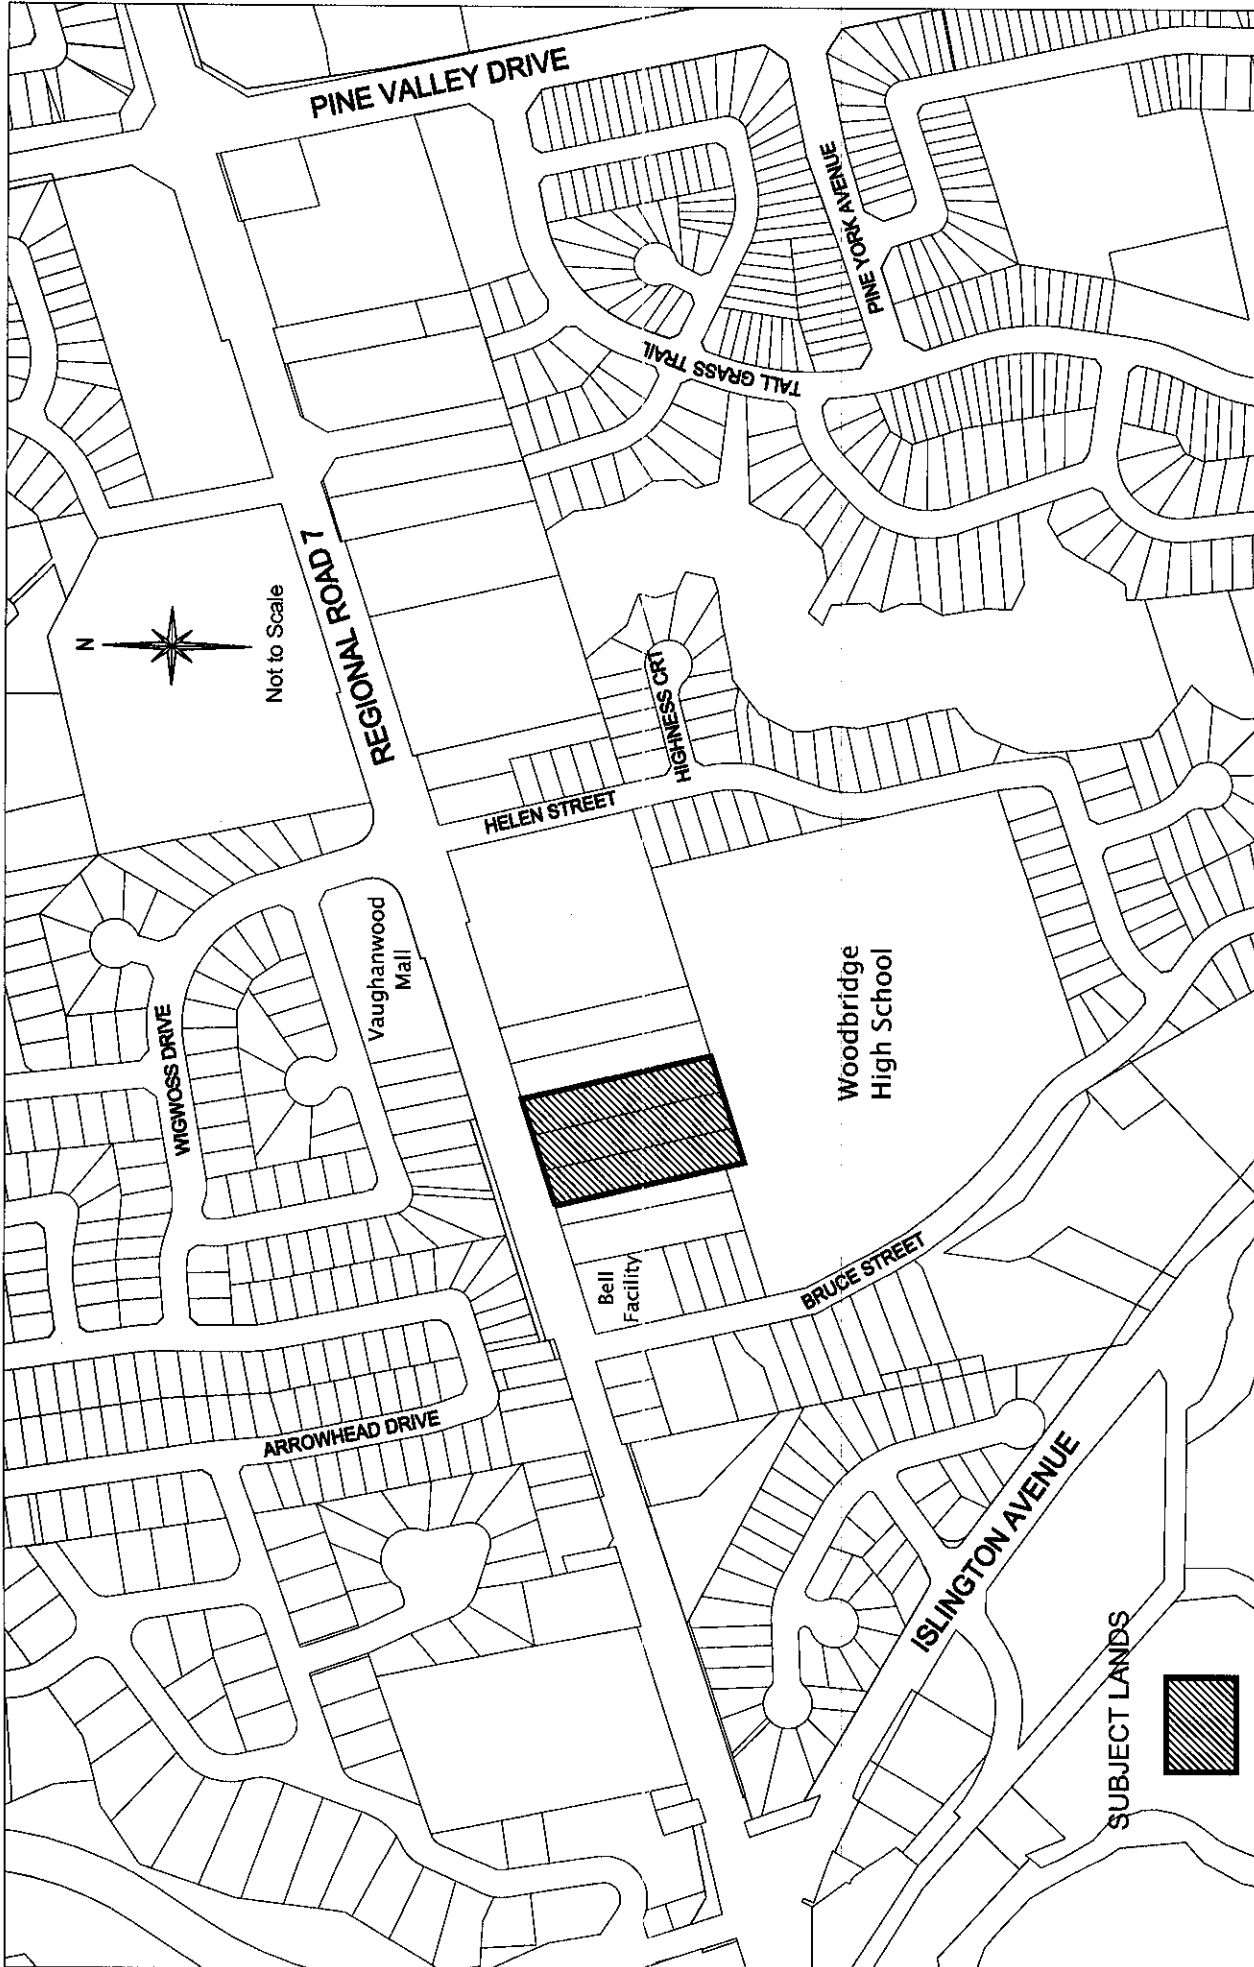 PINE VALLEY DRIVE
PINE YORK AVENUE
TALL GRASS TRAIL
REGIONAL ROAD 7
N
Not to Scale
HIGHNESS CRT
HELEN STREET
Vaughanwood
Mall
WIGWOSS DRIVE
Woodbridge
High School
Bell
Facility
BRUCE STREET
ARROWHEAD DRIVE
ISLINGTON AVENUE
SUBJECT LANDS